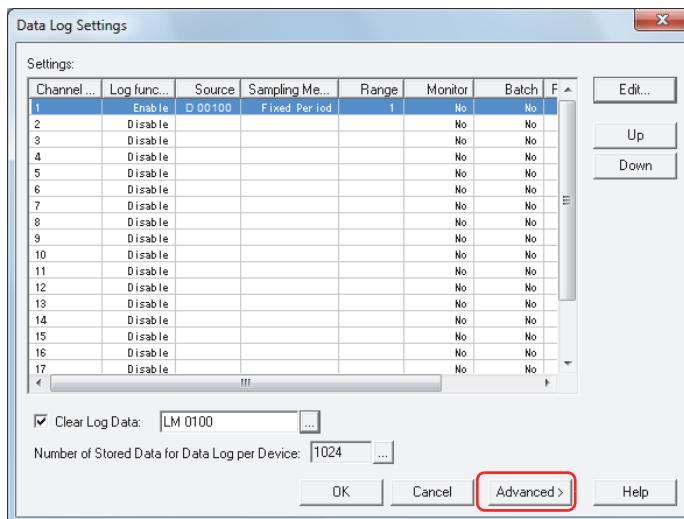 Data Log Settings
Settings:
Channel ... Log func... Source Sampling Me... Range Monitor Batch F
1 Enable D 00100 Fixed Period 1 No No
2 Disable No No
3 Disable No No
4 Disable No No
5 Disable No No
6 Disable No No
7 Disable No No
8 Disable No No
9 Disable No No
10 Disable No No
11 Disable No No
12 Disable No No
13 Disable No No
14 Disable No No
15 Disable No No
16 Disable No No
17 Disable No No
Edit...
Up
Down
Clear Log Data: LM 0100 ...
Number of Stored Data for Data Log per Device: 1024 ...
OK Cancel Advanced > Help